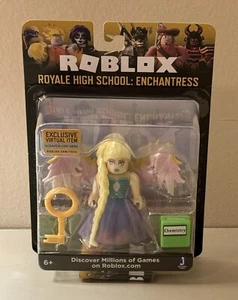 ROBLOX
ROYALE HIGH SCHOOL: ENCHANTRESS
EXCLUSIVE
VIRTUAL ITEM
Chemistry
6+
Discover Millions of Games
on Roblox.com